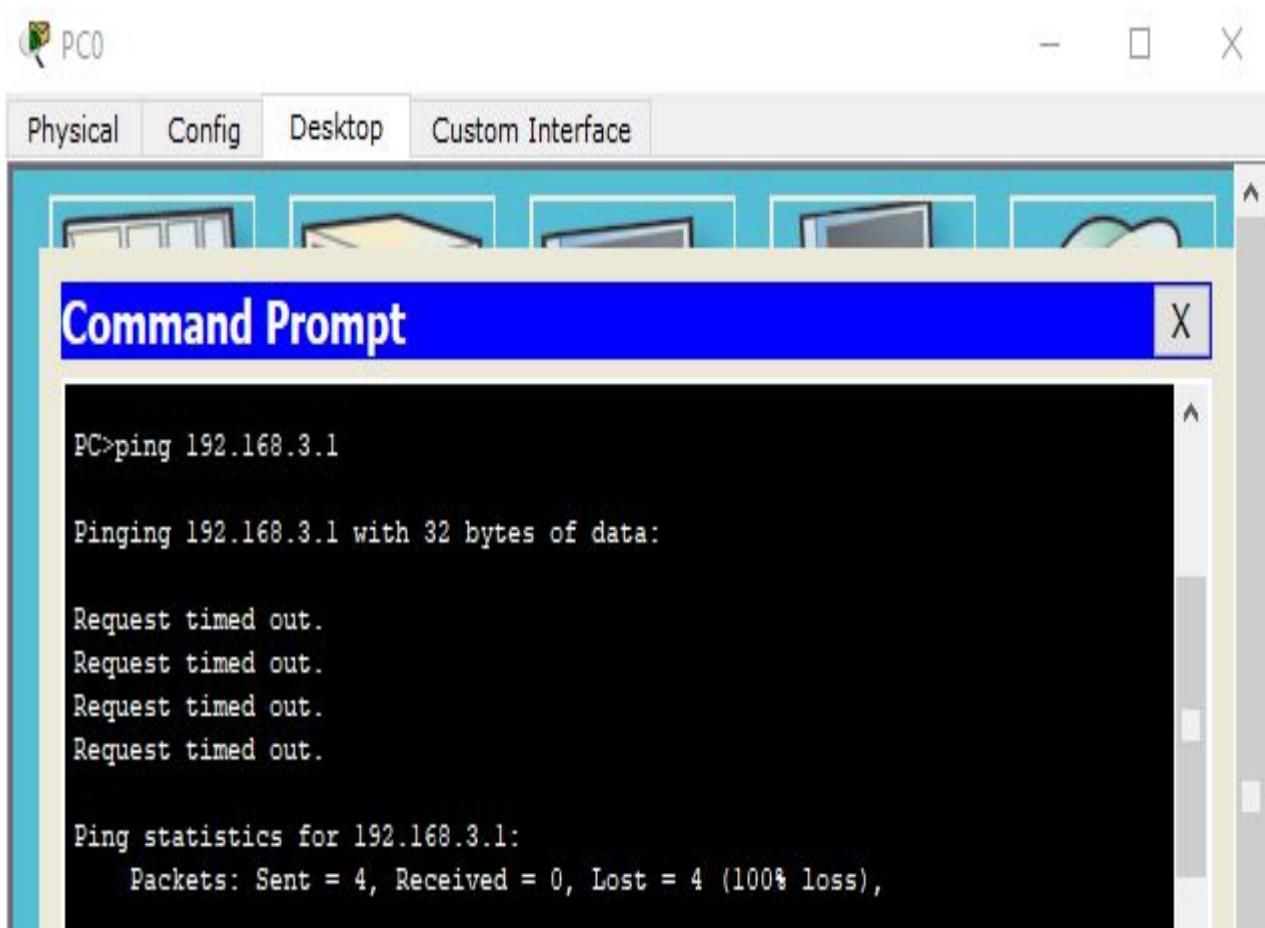 PC0
Physical Config Desktop Custom Interface
Command Prompt X
PC>ping 192.168.3.1
Pinging 192.168.3.1 with 32 bytes of data:
Request timed out.
Request timed out.
Request timed out.
Request timed out.
Ping statistics for 192.168.3.1:
Packets: Sent = 4, Received = 0, Lost = 4 (100% loss),